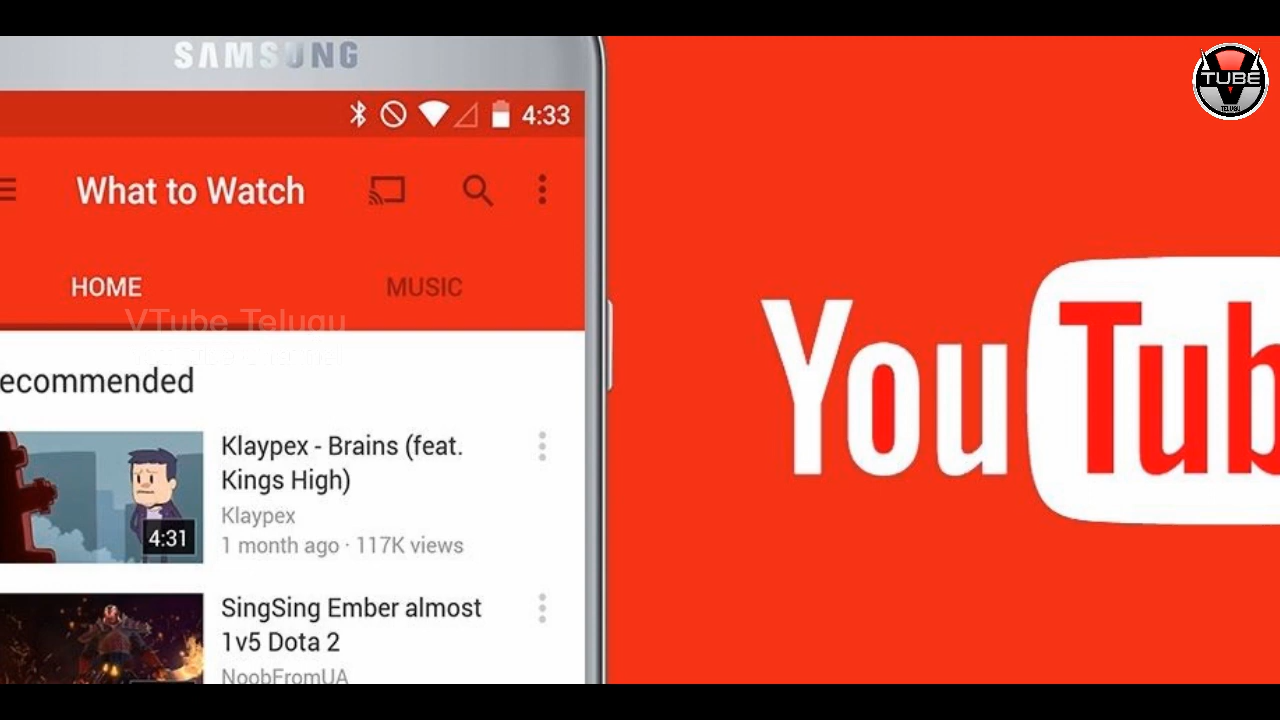 SAMSUNG
4:33
What to Watch
HOME
MUSIC
VTube Telugu
ecommended
Klaypex - Brains (feat.
Kings High)
Klaypex
1 month ago · 117K views
4:31
SingSing Ember almost
1v5 Dota 2
NoobFromUA
YouTub
TUBE
TELUGU